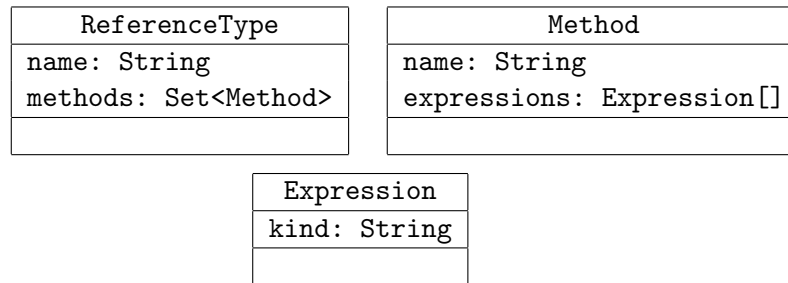 ReferenceType
name: String
methods: Set<Method>
Method
name: String
expressions: Expression[]
Expression
kind: String